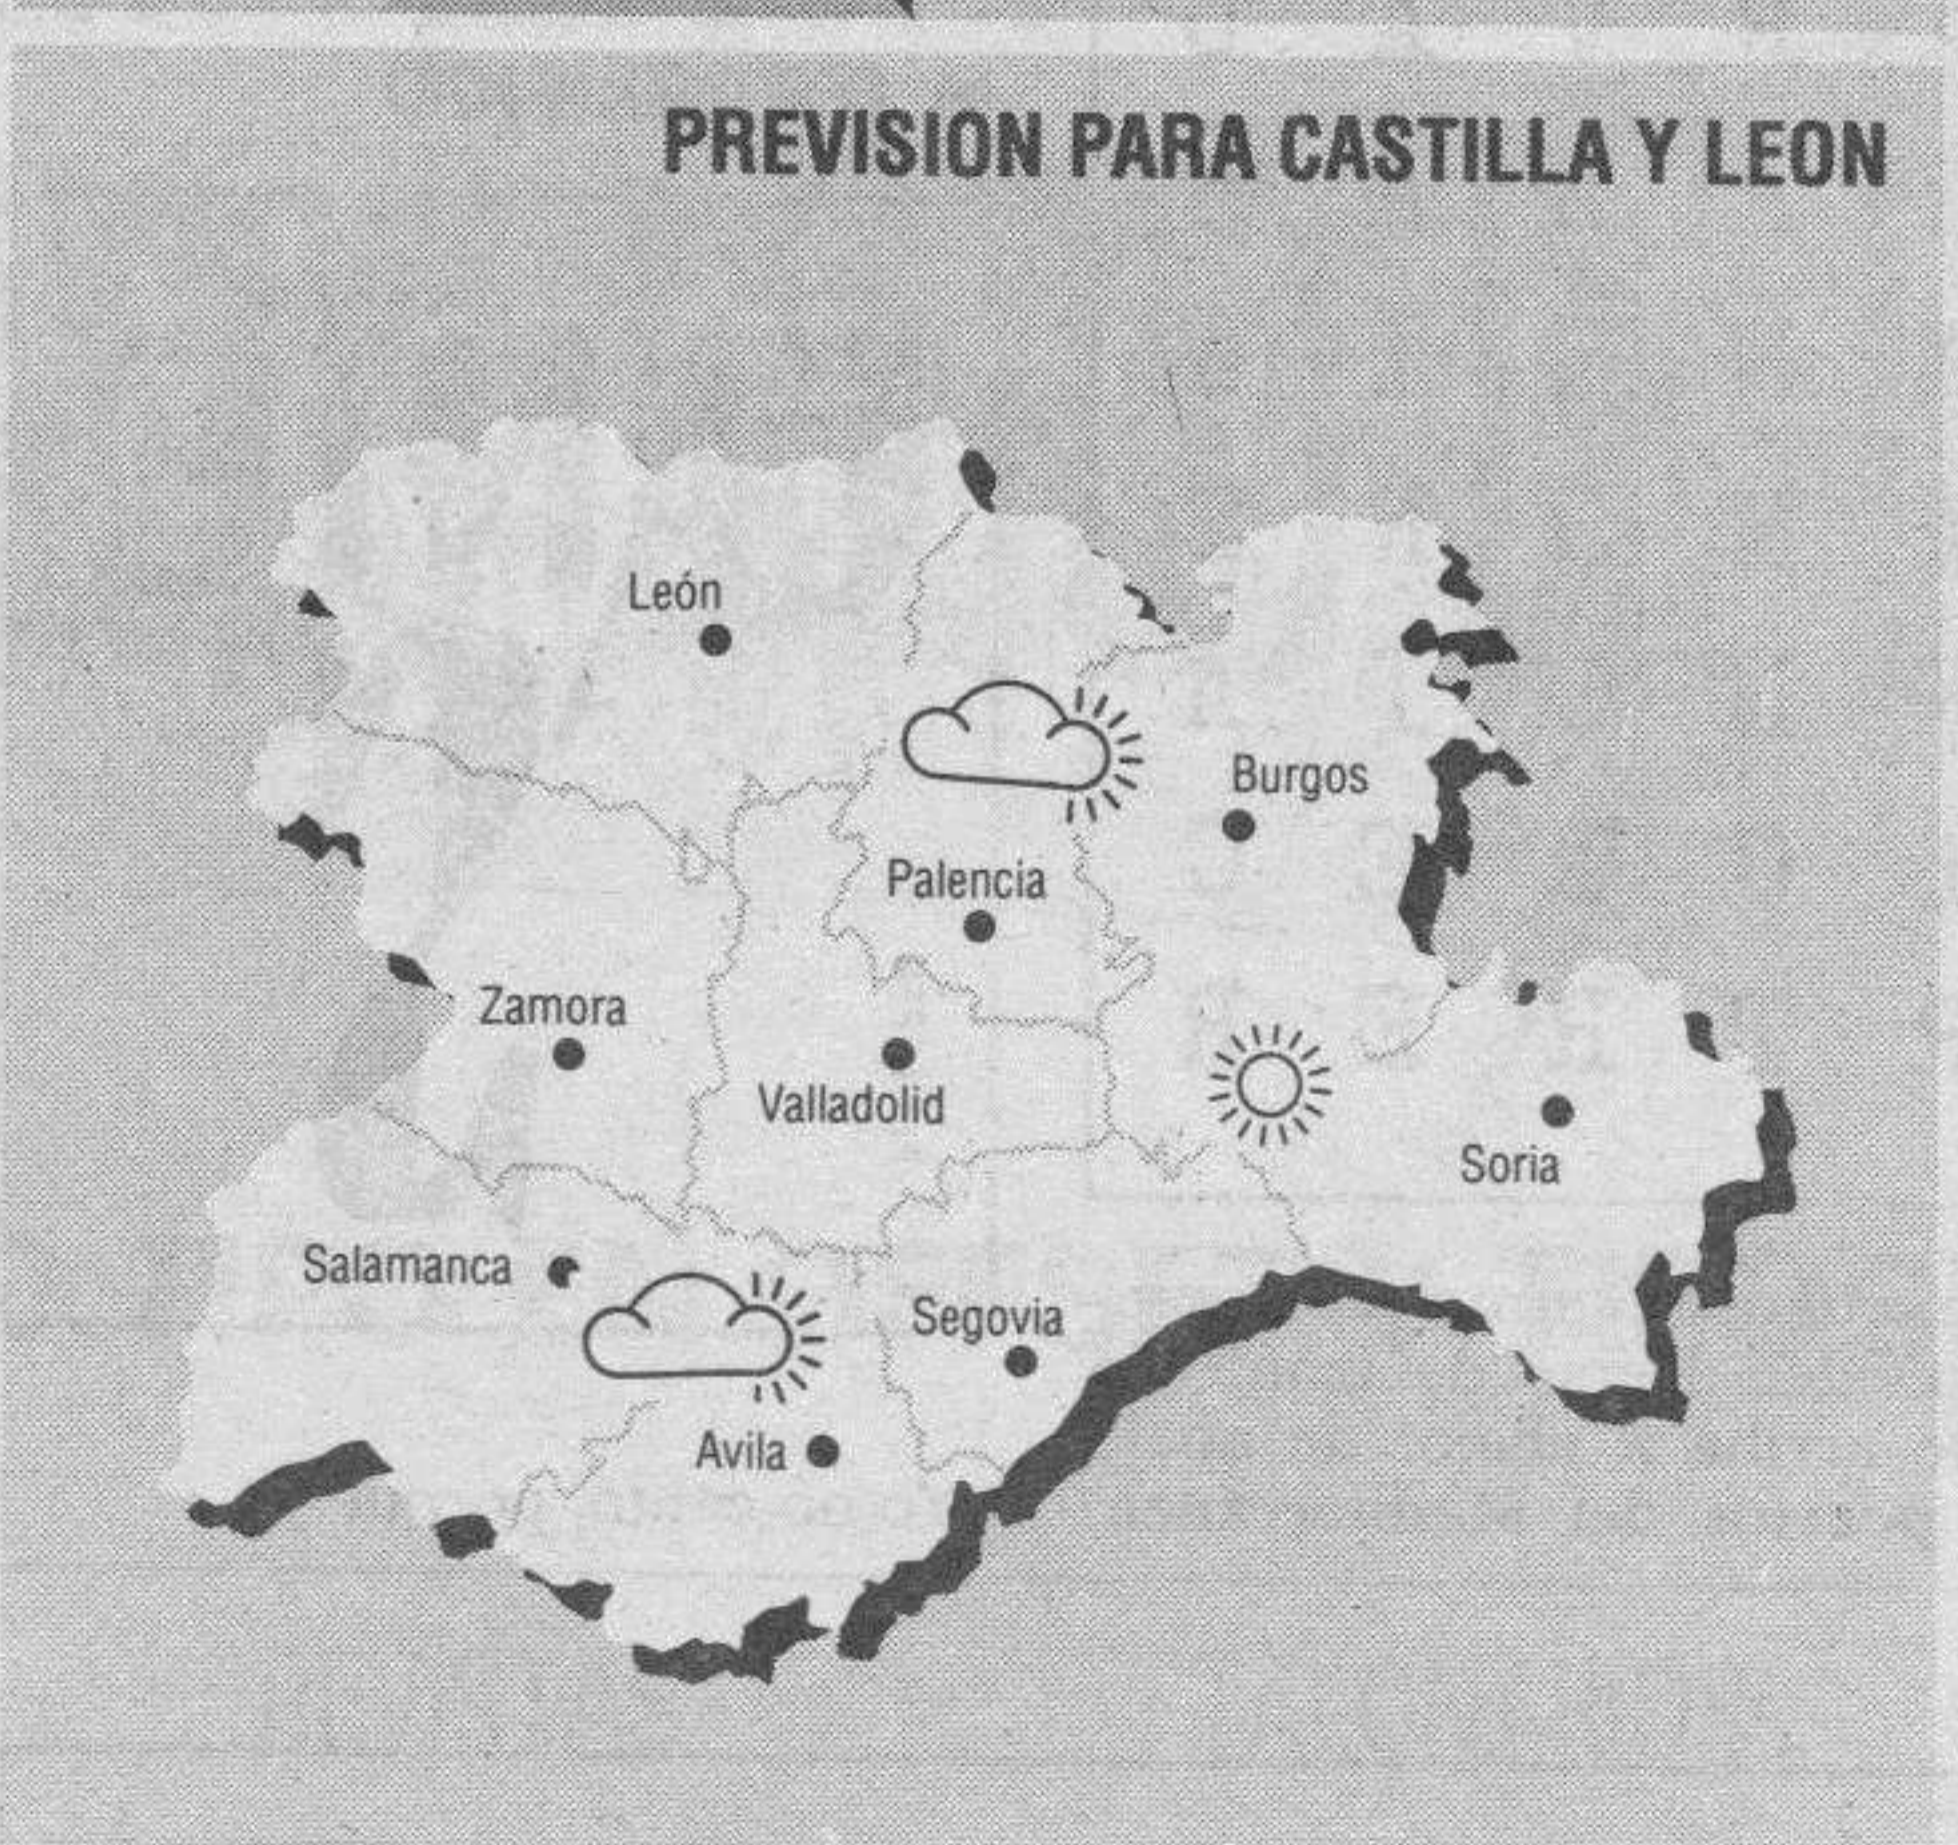 PREVISION PARA CASTILLA Y LEON
León
Burgos
Palencia
Zamora
Valladolid
Soria
Salamanca
Segovia
Avila